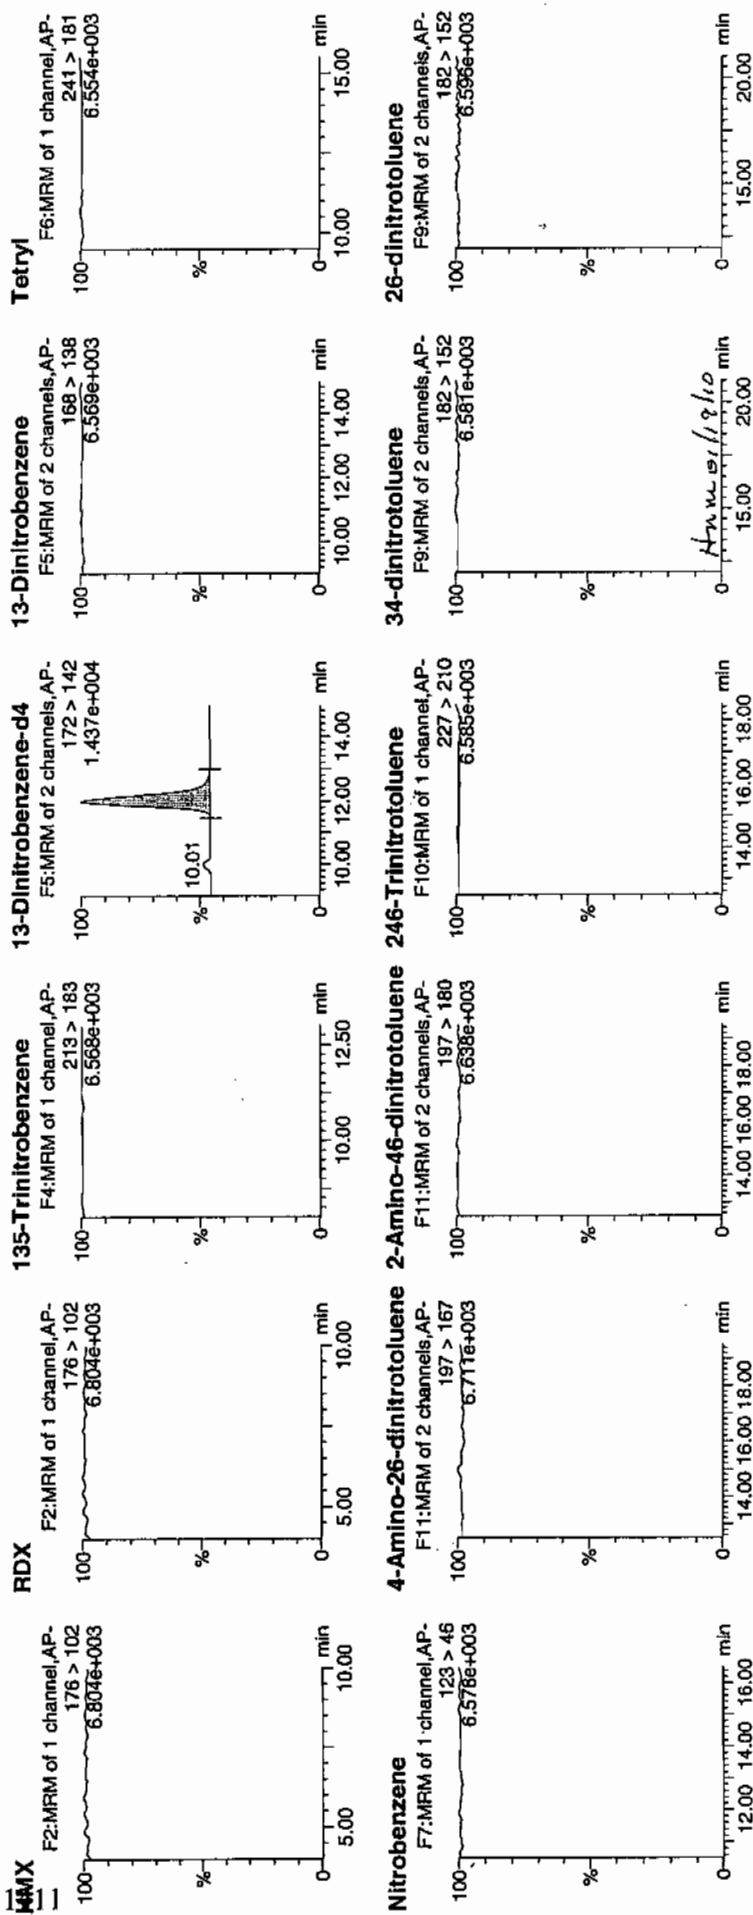 HMX
F2:MRM of 1 channel,AP-
176 > 102
6.804e+003
100
%
0
5.00
10.00
min
RDX
F2:MRM of 1 channel,AP-
176 > 102
6.804e+003
100
%
0
5.00
10.00
min
135-Trinitrobenzene
F4:MRM of 1 channel,AP-
213 > 183
6.568e+003
100
%
0
10.00
12.50
min
13-Dinitrobenzene-d4
F5:MRM of 2 channels,AP-
172 > 142
1.437e+004
100
%
10.01
0
10.00
12.00
14.00
min
13-Dinitrobenzene
F5:MRM of 2 channels,AP-
168 > 138
6.569e+003
100
%
0
10.00
12.00
14.00
min
Tetryl
F6:MRM of 1 channel,AP-
241 > 181
6.554e+003
100
%
0
10.00
15.00
min
Nitrobenzene
F7:MRM of 1 channel,AP-
123 > 46
6.578e+003
100
%
0
12.00
14.00
16.00
min
4-Amino-26-dinitrotoluene
F11:MRM of 2 channels,AP-
197 > 167
6.711e+003
100
%
0
14.00
16.00
18.00
min
2-Amino-46-dinitrotoluene
F11:MRM of 2 channels,AP-
197 > 180
6.638e+003
100
%
0
14.00
16.00
18.00
min
246-Trinitrotoluene
F10:MRM of 1 channel,AP-
227 > 210
6.585e+003
100
%
0
14.00
16.00
18.00
min
34-dinitrotoluene
F9:MRM of 2 channels,AP-
182 > 152
6.581e+003
100
%
0
15.00
20.00
min
26-dinitrotoluene
F9:MRM of 2 channels,AP-
182 > 152
6.596e+003
100
%
0
15.00
20.00
min